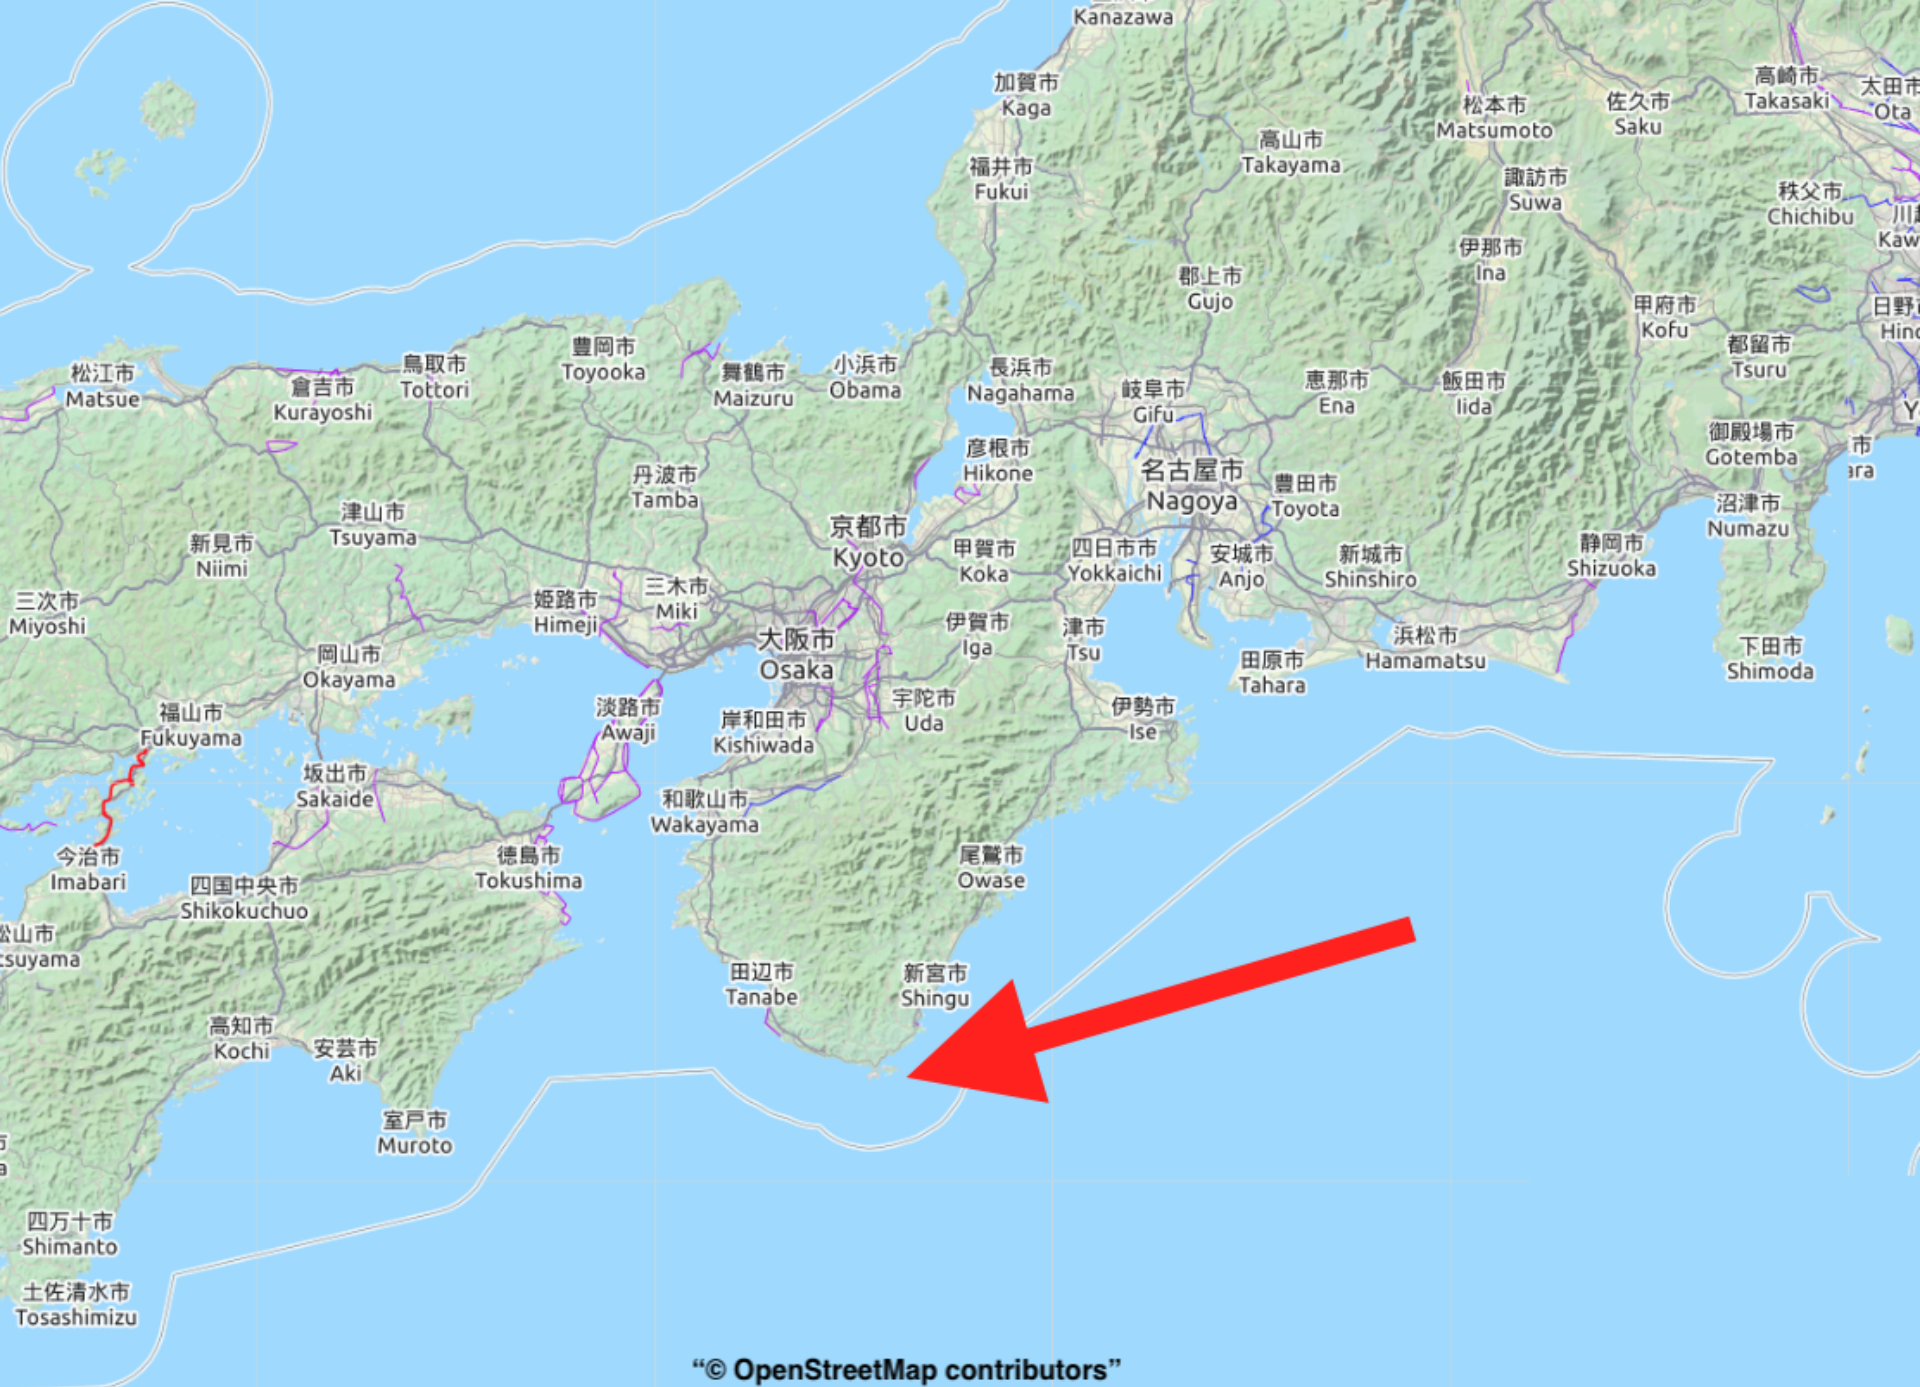 Kanazawa
加賀市
Kaga
福井市
Fukui
高山市
Takayama
松本市
Matsumoto
佐久市
Saku
高崎市
Takasaki
太田市
Ota
諏訪市
Suwa
秩父市
Chichibu
川越
Kaw
伊那市
Ina
郡上市
Gujo
甲府市
Kofu
日野市
Hino
都留市
Tsuru
松江市
Matsue
倉吉市
Kurayoshi
鳥取市
Tottori
豊岡市
Toyooka
舞鶴市
Maizuru
小浜市
Obama
長浜市
Nagahama
岐阜市
Gifu
恵那市
Ena
飯田市
Iida
御殿場市
Gotemba
Y
市
ara
彦根市
Hikone
名古屋市
Nagoya
豊田市
Toyota
丹波市
Tamba
沼津市
Numazu
津山市
Tsuyama
新見市
Niimi
京都市
Kyoto
甲賀市
Koka
四日市市
Yokkaichi
安城市
Anjo
新城市
Shinshiro
静岡市
Shizuoka
三次市
Miyoshi
姫路市
Himeji
三木市
Miki
大阪市
Osaka
伊賀市
Iga
津市
Tsu
浜松市
Hamamatsu
田原市
Tahara
下田市
Shimoda
岡山市
Okayama
福山市
Fukuyama
淡路市
Awaji
岸和田市
Kishiwada
宇陀市
Uda
伊勢市
Ise
坂出市
Sakaide
和歌山市
Wakayama
今治市
Imabari
四国中央市
Shikokuchuo
徳島市
Tokushima
尾鷲市
Owase
松山市
tsuyama
田辺市
Tanabe
新宮市
Shingu
高知市
Kochi
安芸市
Aki
室戸市
Muroto
市
a
四万十市
Shimanto
土佐清水市
Tosashimizu
“© OpenStreetMap contributors”